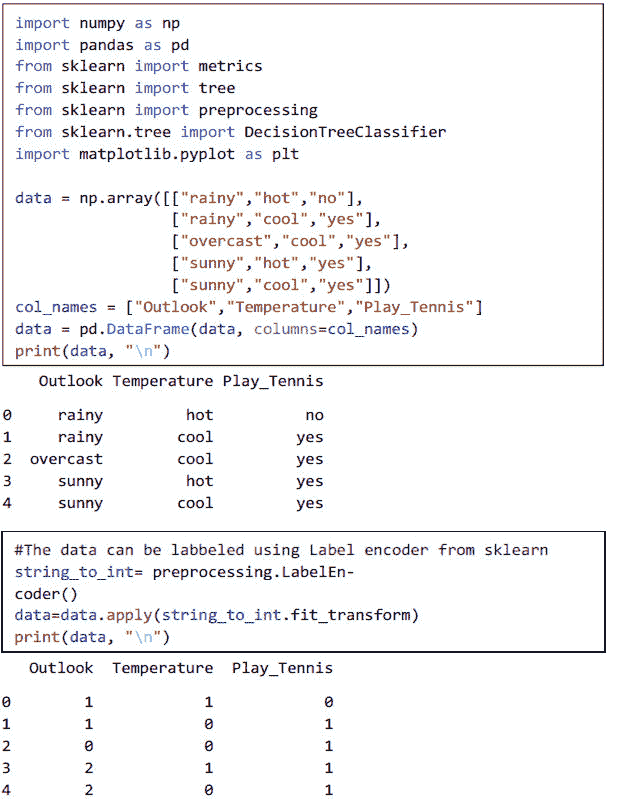 import numpy as np
import pandas as pd
from sklearn import metrics
from sklearn import tree
from sklearn import preprocessing
from sklearn.tree import DecisionTreeClassifier
import matplotlib.pyplot as plt
data = np.array([["rainy","hot","no"],
["rainy","cool","yes"],
["overcast","cool","yes"],
["sunny","hot","yes"],
["sunny","cool","yes"]])
col_names = ["Outlook","Temperature","Play_Tennis"]
data = pd.DataFrame(data, columns=col_names)
print(data, "\n")
Outlook Temperature Play_Tennis
0 rainy hot no
1 rainy cool yes
2 overcast cool yes
3 sunny hot yes
4 sunny cool yes
#The data can be labbeled using Label encoder from sklearn
string_to_int= preprocessing.LabelEn-
coder()
data=data.apply(string_to_int.fit_transform)
print(data, "\n")
Outlook Temperature Play_Tennis
0 1 1 0
1 1 0 1
2 0 0 1
3 2 1 1
4 2 0 1